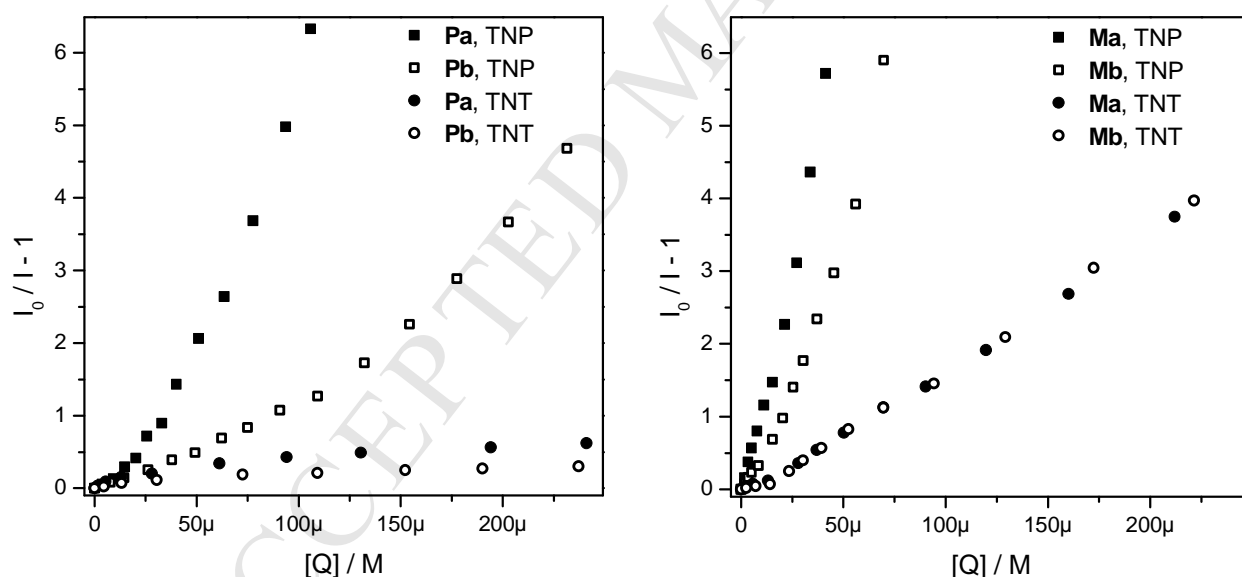 6
5
4
3
2
1
0
I₀ / I - 1
0
50µ
100µ
150µ
200µ
[Q] / M
Pa, TNP
Pb, TNP
Pa, TNT
Pb, TNT
6
5
4
3
2
1
0
I₀ / I - 1
0
50µ
100µ
150µ
200µ
[Q] / M
Ma, TNP
Mb, TNP
Ma, TNT
Mb, TNT
CCEPTED MA